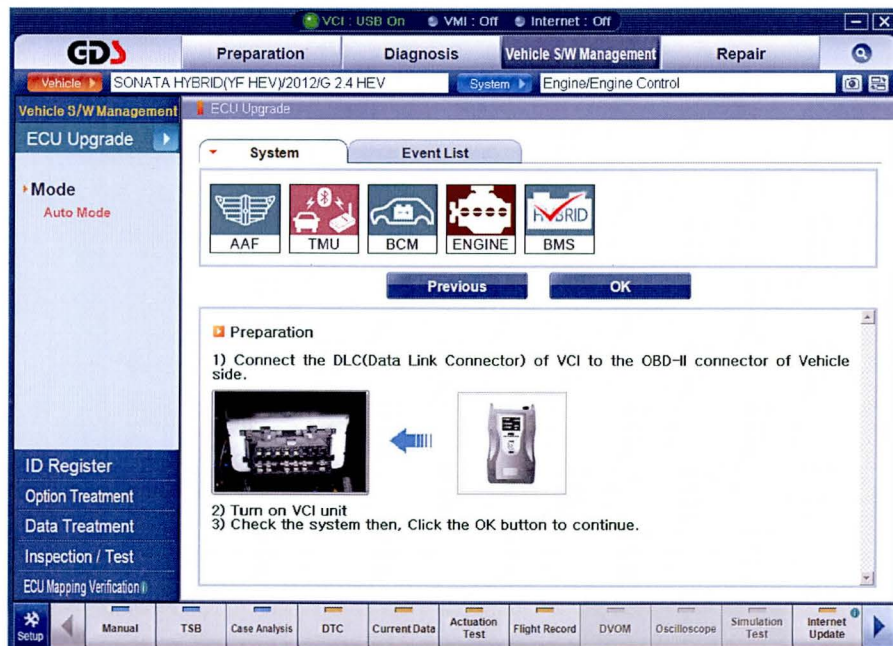 VCI : USB On VMI : Off Internet : Off
GDS Preparation Diagnosis Vehicle S/W Management Repair
Vehicle SONATA HYBRID(YF HEV)/2012/G 2.4 HEV System Engine/Engine Control
Vehicle S/W Management
ECU Upgrade
ECU Upgrade
Mode
Auto Mode
System Event List
HYBRID
AAF TMU BCM ENGINE BMS
Previous OK
Preparation
1) Connect the DLC(Data Link Connector) of VCI to the OBD-II connector of Vehicle
side.
2) Turn on VCI unit
3) Check the system then, Click the OK button to continue.
ID Register
Option Treatment
Data Treatment
Inspection / Test
ECU Mapping Verification
Setup Manual TSB Case Analysis DTC Current Data Actuation Test Flight Record DVOM Oscilloscope Simulation Test Internet Update